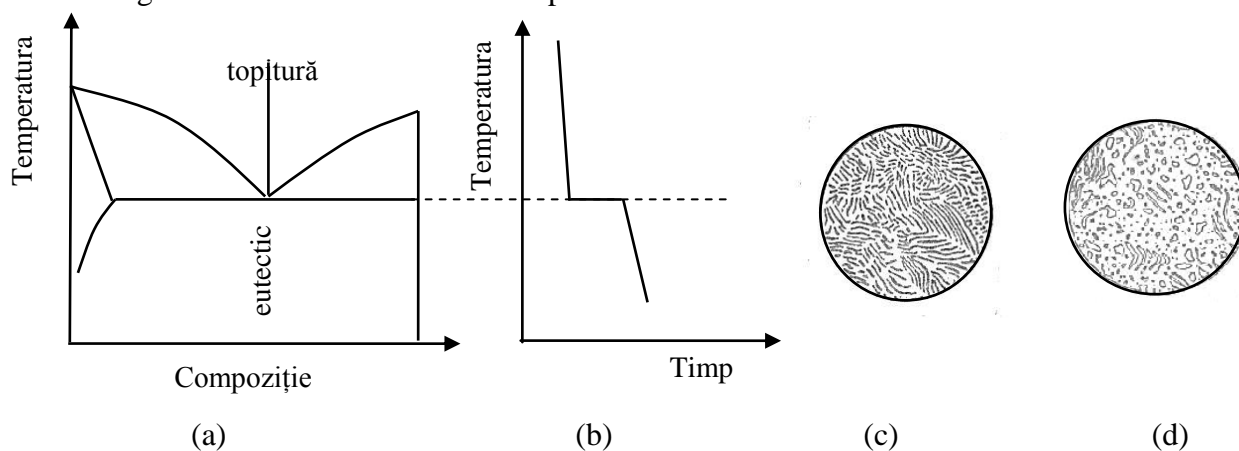 Temperatura
topitură
eutectic
Compoziție
Temperatura
Timp
(a)
(b)
(c)
(d)